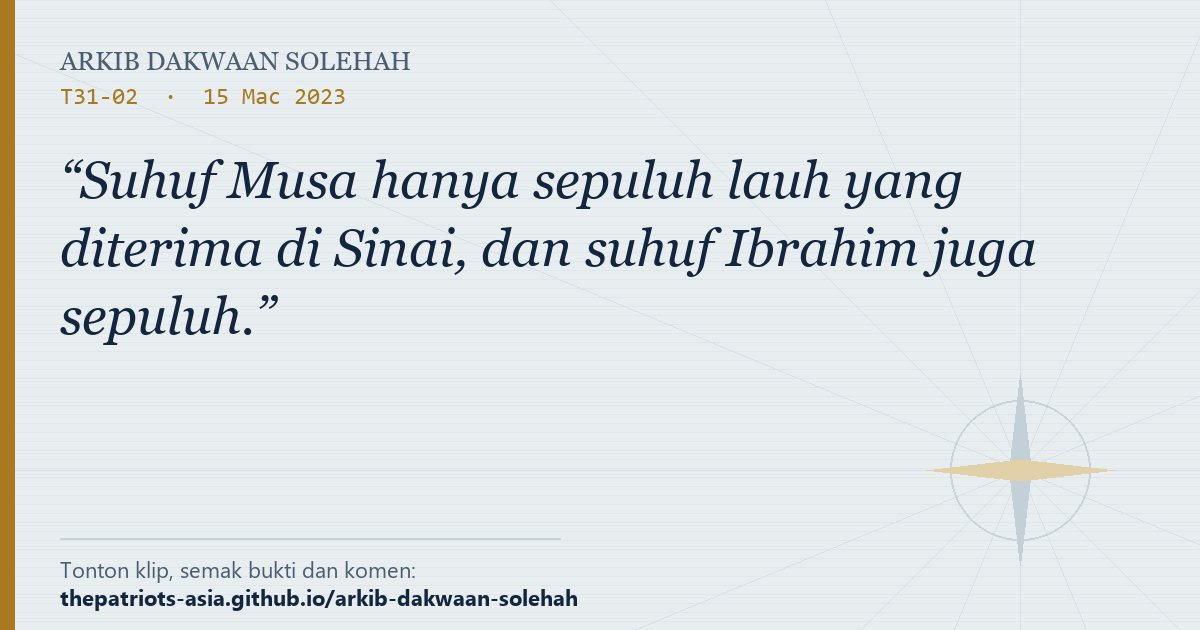 ARKIB DAKWAAN SOLEHAH
T31-02 · 15 Mac 2023
“Suhuf Musa hanya sepuluh lauh yang
diterima di Sinai, dan suhuf Ibrahim juga
sepuluh.”
Tonton klip, semak bukti dan komen:
thepatriots-asia.github.io/arkib-dakwaan-solehah